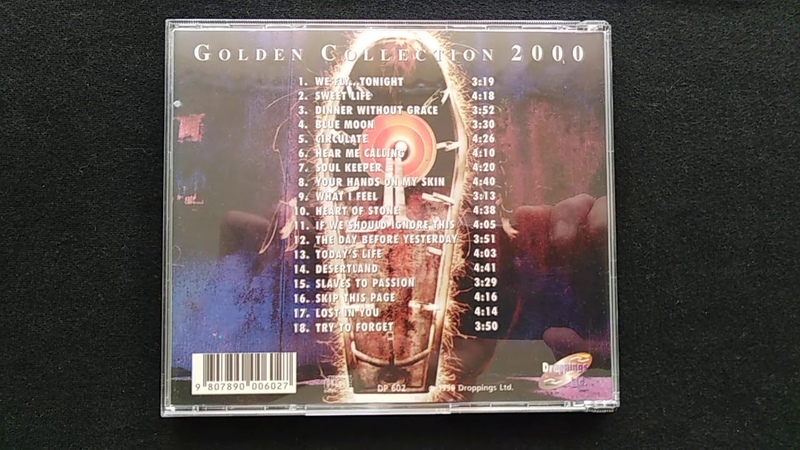 GOLDEN COLLECTION 2000
1. WE FLY...TONIGHT 3:19
2. SWEET LIFE 4:18
3. DINNER WITHOUT GRACE 3:52
4. BLUE MOON 3:30
5. CIRCULATE 4:26
6. HEAR ME CALLING 4:10
7. SOUL KEEPER 4:20
8. YOUR HANDS ON MY SKIN 4:40
9. WHAT I FEEL 3:13
10. HEART OF STONE 4:38
11. IF WE SHOULD IGNORE THIS 4:05
12. THE DAY BEFORE YESTERDAY 3:51
13. TODAY'S LIFE 4:03
14. DESERTLAND 4:41
15. SLAVES TO PASSION 3:29
16. SKIP THIS PAGE 4:16
17. LOST IN YOU 4:14
18. TRY TO FORGET 3:50
9 807890 006027
DP 602 © 1998 Droppings Ltd.
Droppings